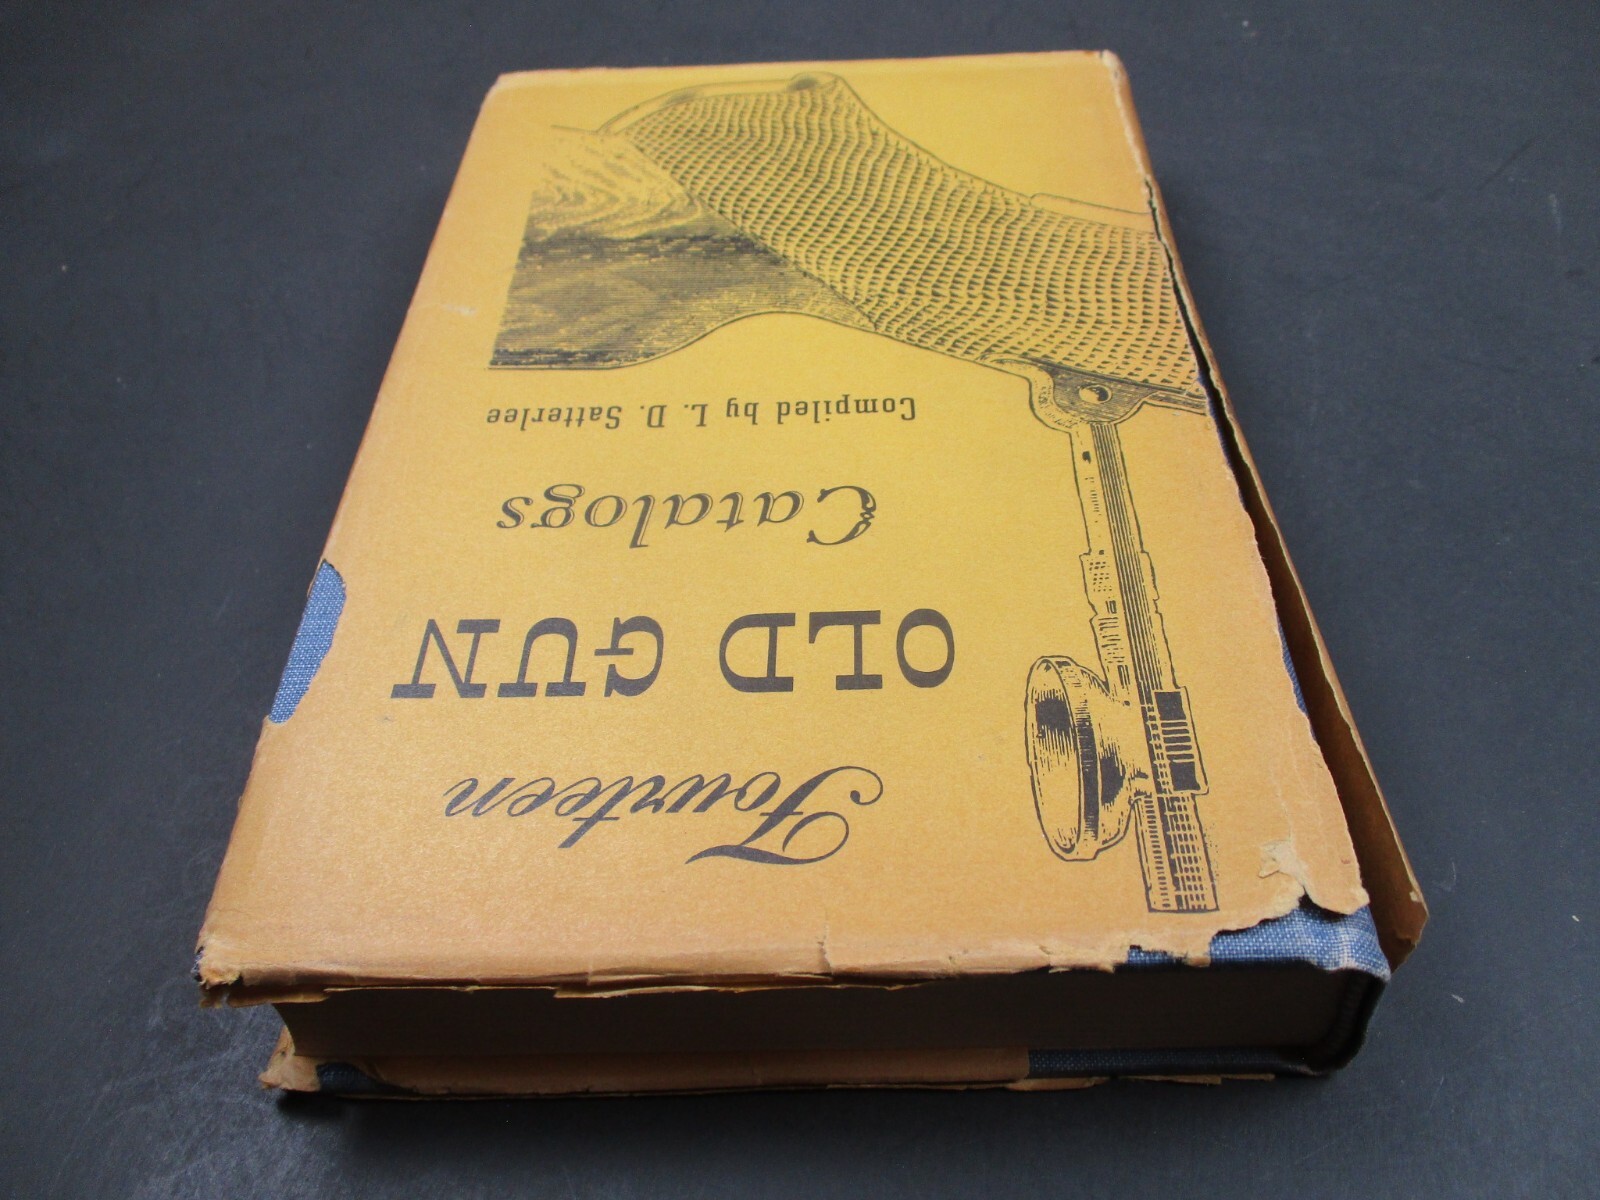 Fourteen
OLD GUN
Catalogs
Compiled by L. D. Satterlee